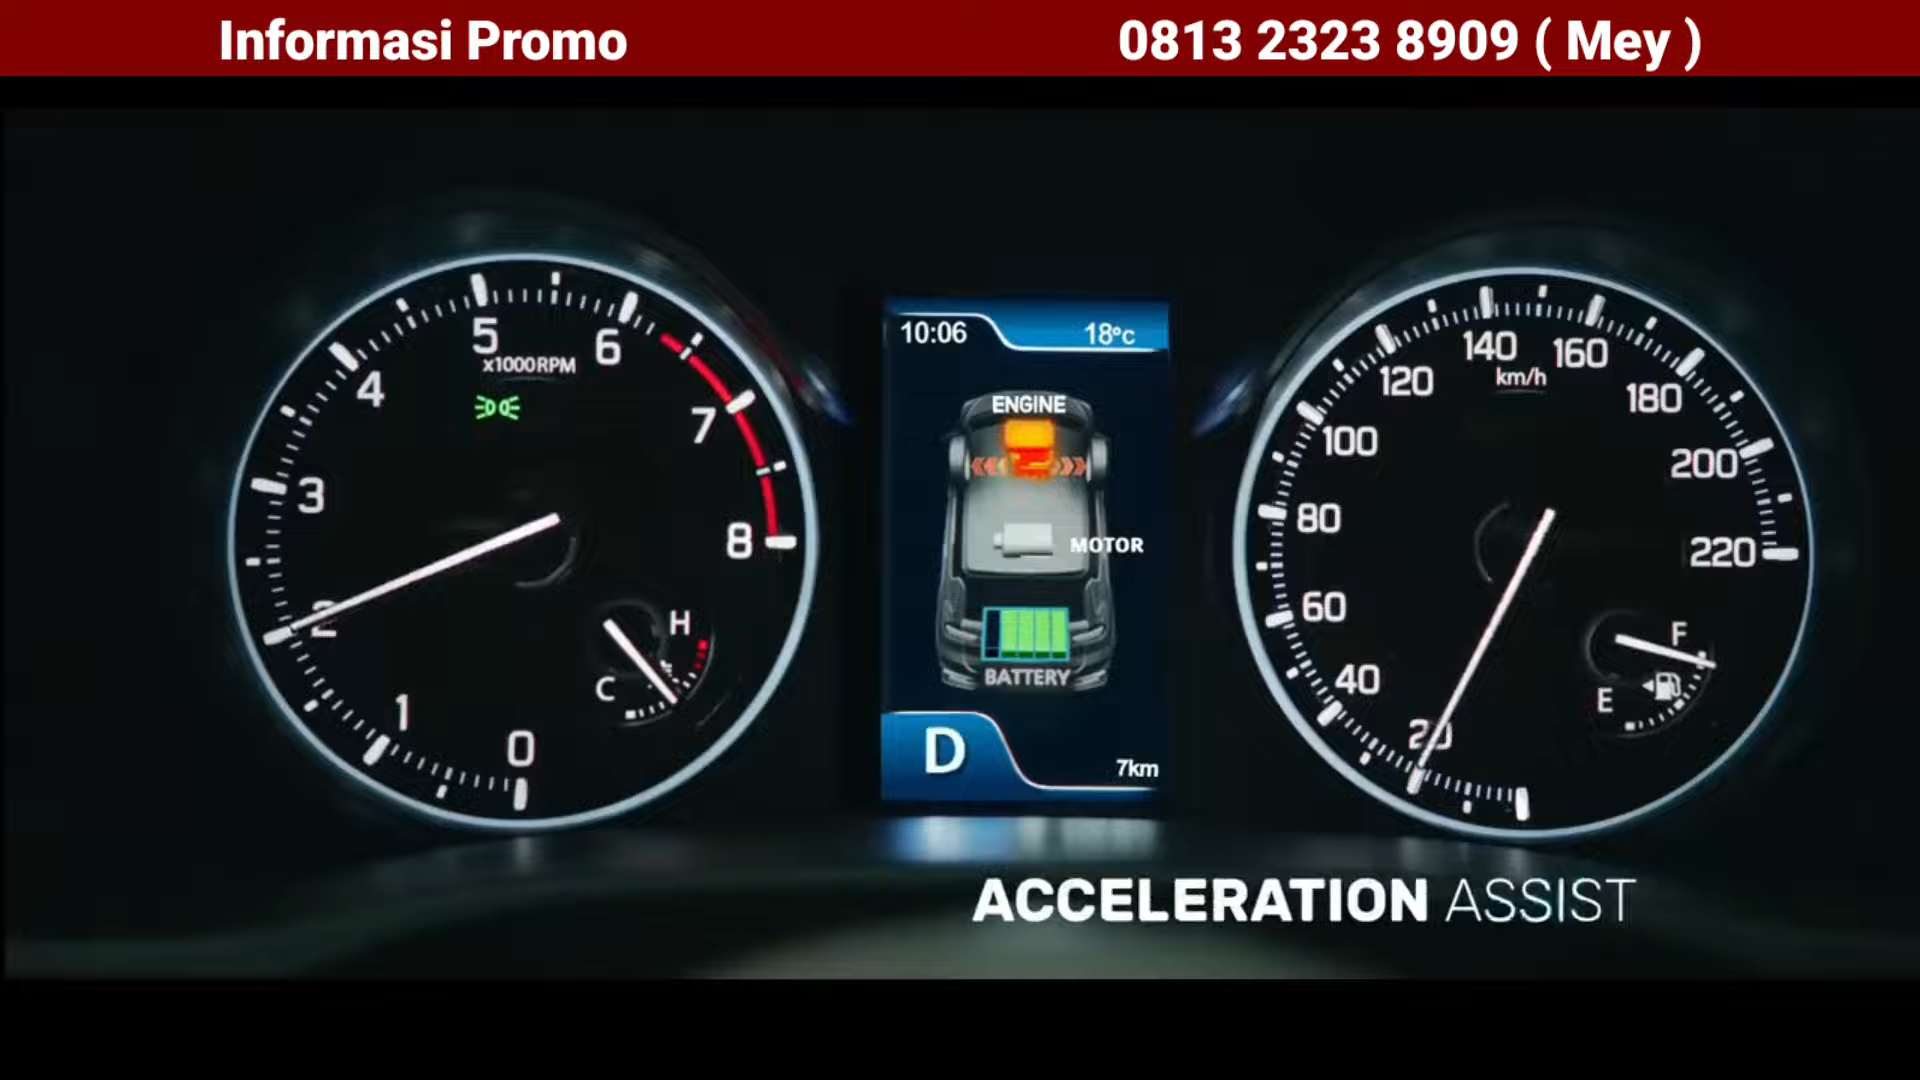 Informasi Promo
0813 2323 8909 ( Mey )
5
6
x1000RPM
4
7
3
8
2
H
C
1
0
10:06
18°C
ENGINE
MOTOR
BATTERY
D
7km
140
160
km/h
120
180
100
200
80
220
60
F
40
E
20
ACCELERATION ASSIST